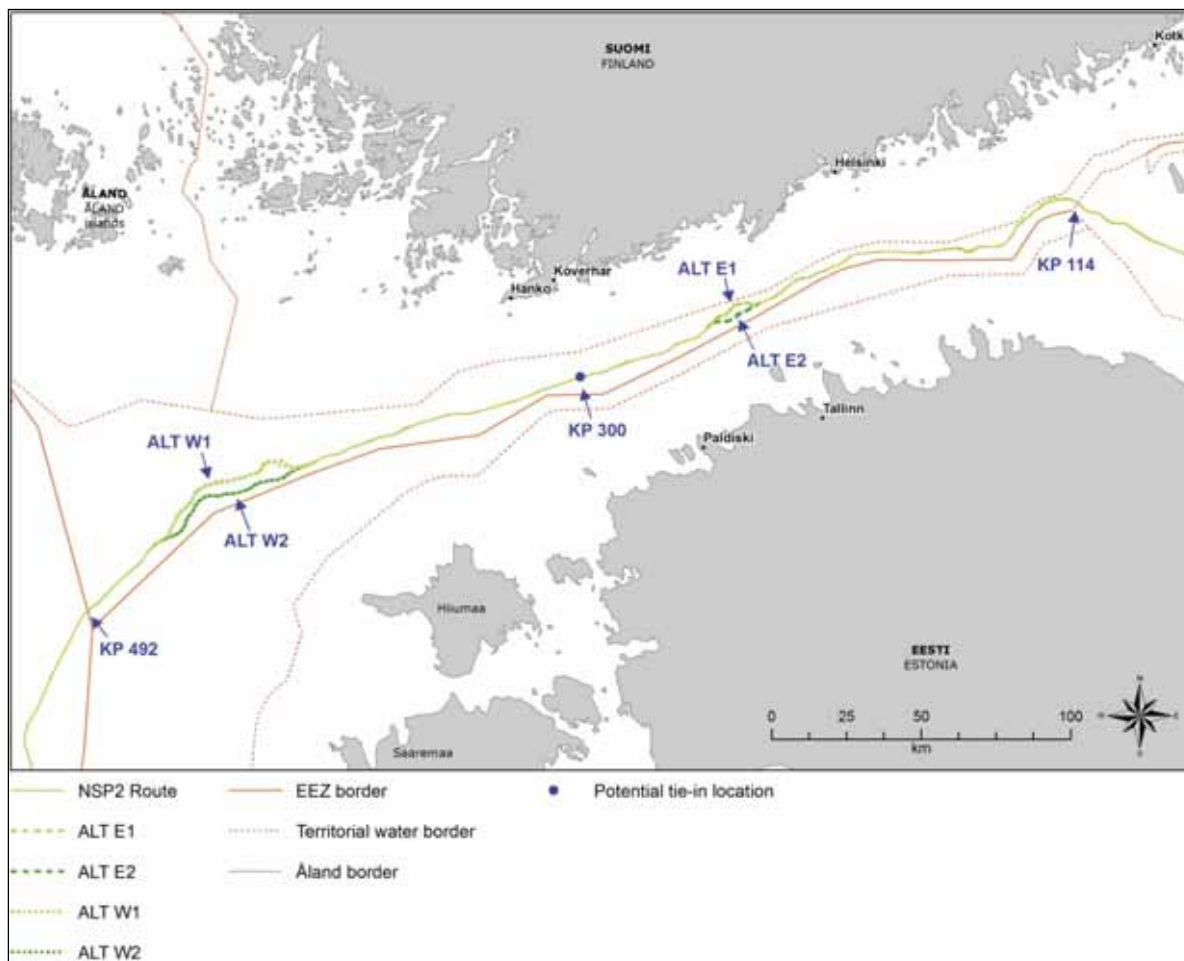 SUOMI
FINLAND
Kotk
Helsinki
ÅLAND
ÅLAND
islands
Koverhar
Hanko
ALT E1
KP 114
ALT E2
KP 300
Tallinn
Paldiski
ALT W1
ALT W2
Hiiumaa
KP 492
EESTI
ESTONIA
N
0 25 50 100
km
Saaremaa
NSP2 Route
EEZ border
Potential tie-in location
ALT E1
Territorial water border
ALT E2
Åland border
ALT W1
ALT W2